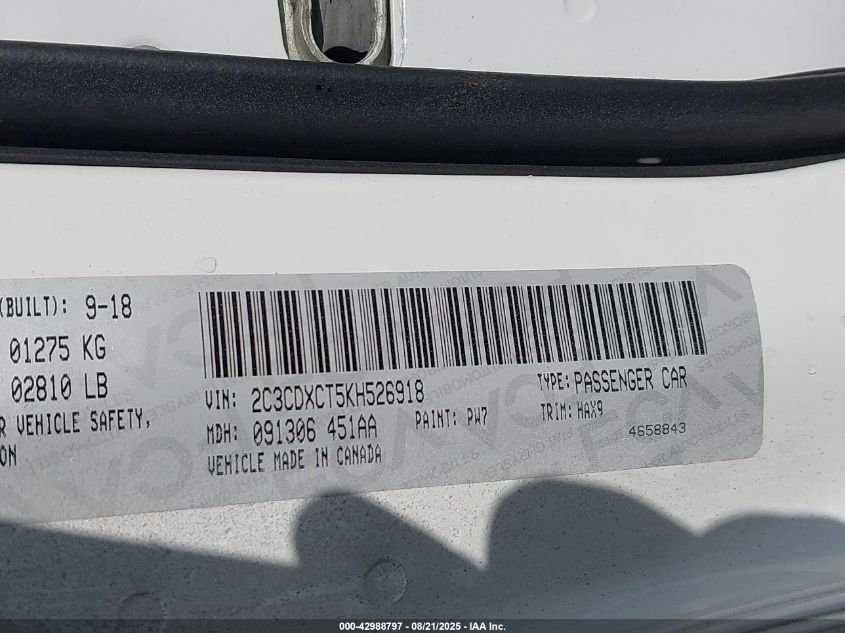 (BUILT): 9-18
01275 KG
02810 LB
R VEHICLE SAFETY,
ON
VIN: 2C3CDXCT5KH526918
TYPE: PASSENGER CAR
MDH: 091306 451AA
PAINT: PW7
TRIM: HAX9
VEHICLE MADE IN CANADA
4658843
000-42988797 - 08/21/2025 - IAA Inc.